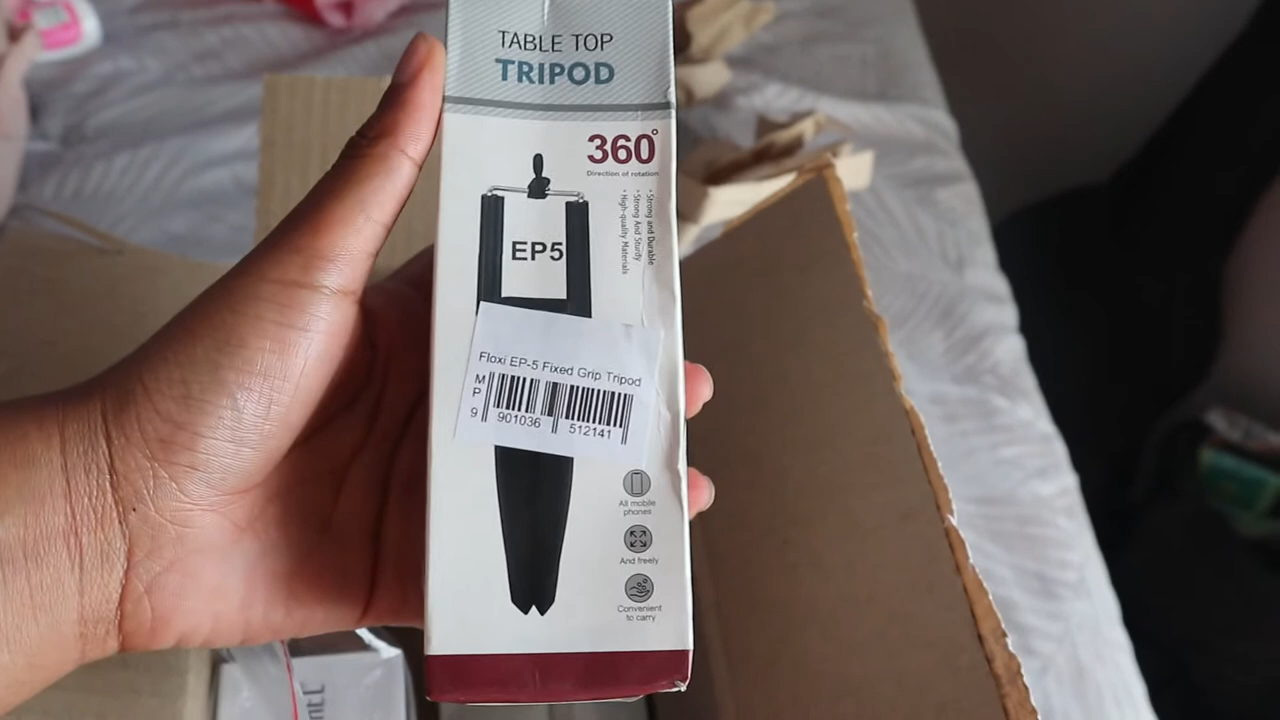 TABLE TOP
TRIPOD
360°
Direction of rotation
• Strong and Durable
• Strong And Sturdy
• High-quality Materials
EP5
Floxi EP-5 Fixed Grip Tripod
MP9
901036 512141
All mobile
phones
And freely
Convenient
to carry